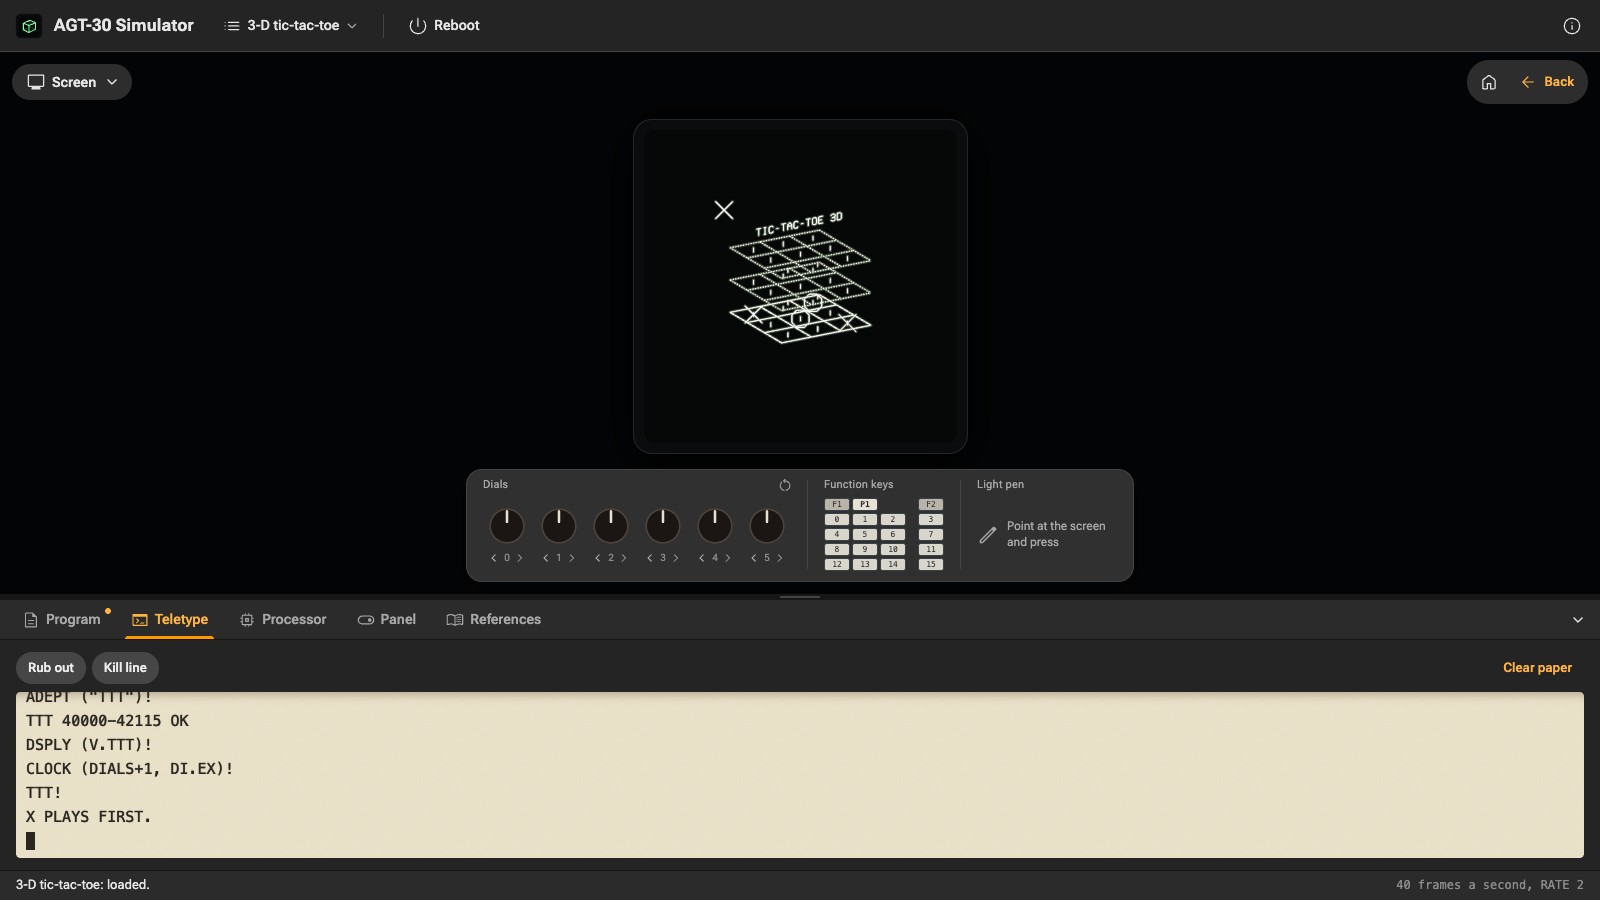 AGT-30 Simulator
3-D tic-tac-toe
Reboot
Screen
Back
TIC-TAC-TOE 3D
Dials
Function keys
Light pen
F1 P1 F2
0 1 2 3
4 5 6 7
8 9 10 11
12 13 14 15
0 1 2 3 4 5
Point at the screen
and press
Program
Teletype
Processor
Panel
References
Rub out
Kill line
Clear paper
ADEPT ("TTT")!
TTT 40000-42115 OK
DSPLY (V.TTT)!
CLOCK (DIALS+1, DI.EX)!
TTT!
X PLAYS FIRST.
3-D tic-tac-toe: loaded.
40 frames a second, RATE 2